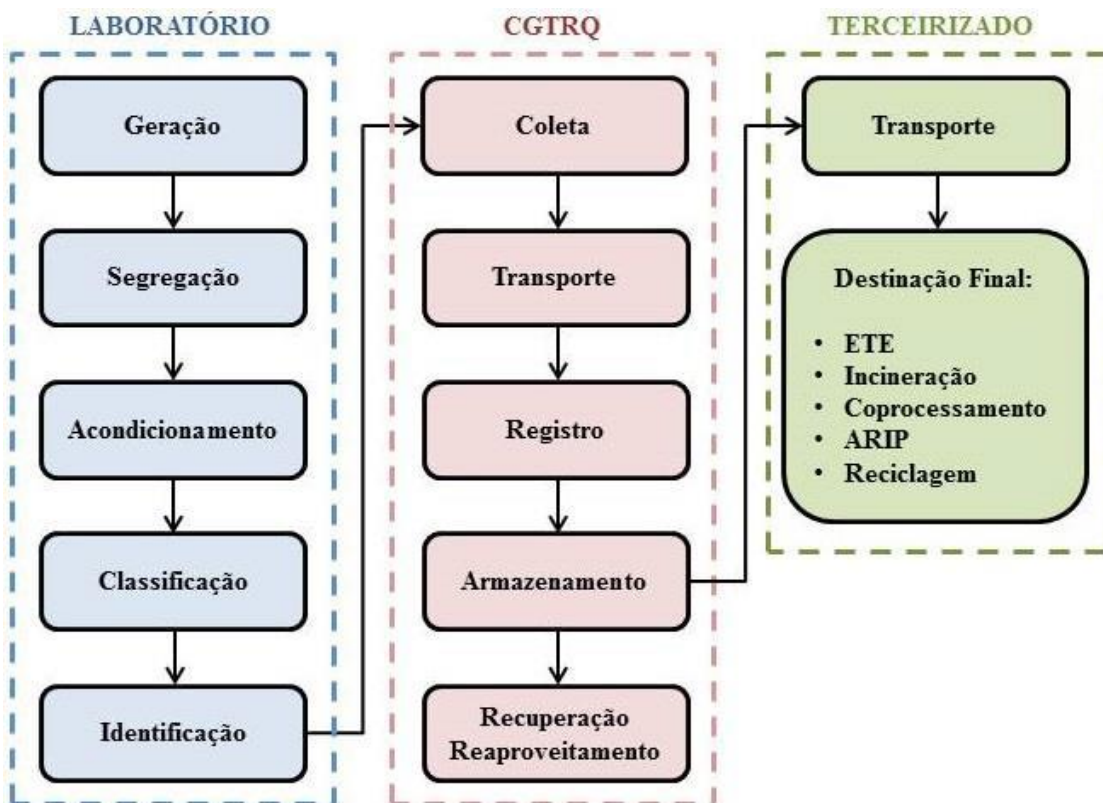 LABORATÓRIO
Geração
Segregação
Acondicionamento
Classificação
Identificação
CGTRQ
Coleta
Transporte
Registro
Armazenamento
Recuperação
Reaproveitamento
TERCEIRIZADO
Transporte
Destinação Final:
• ETE
• Incineração
• Coprocessamento
• ARIP
• Reciclagem